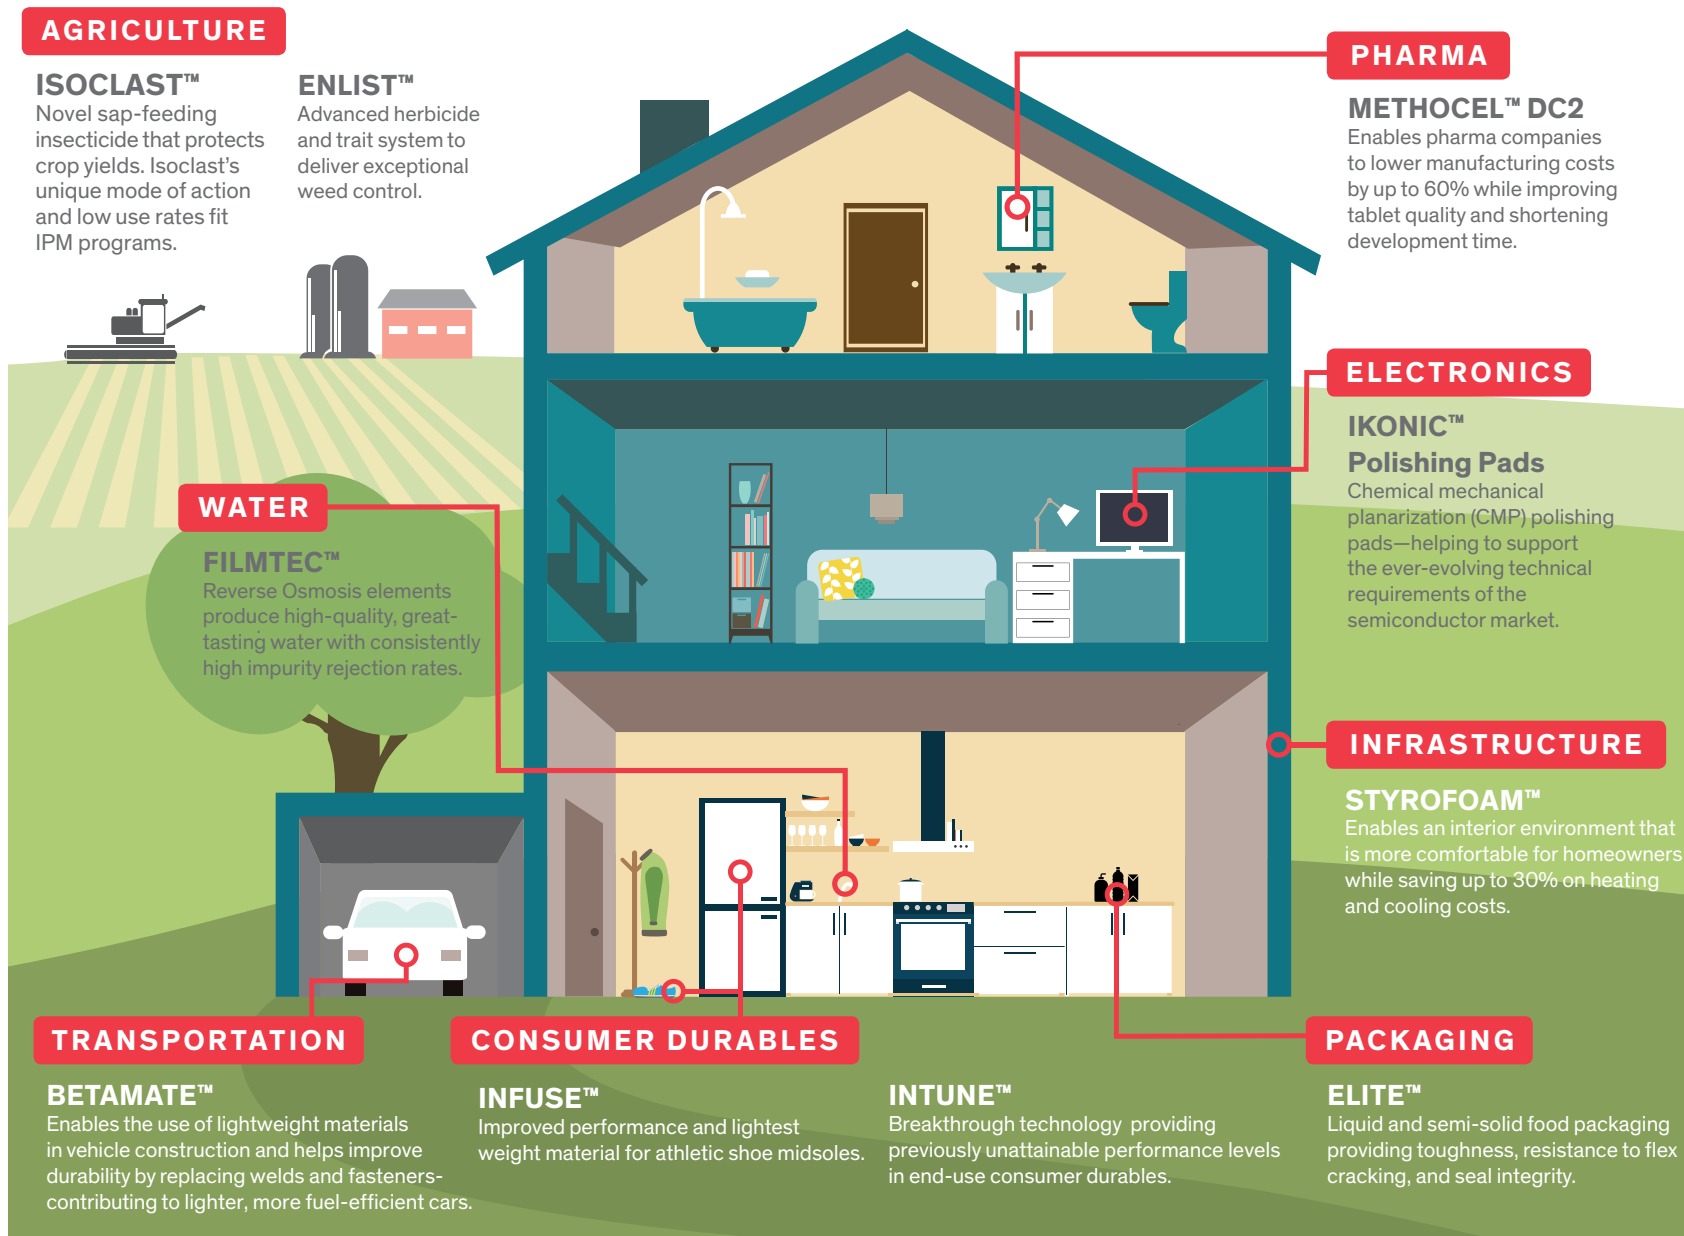 AGRICULTURE
ISOCLAST™
Novel sap-feeding
insecticide that protects
crop yields. Isoclast's
unique mode of action
and low use rates fit
IPM programs.
ENLIST™
Advanced herbicide
and trait system to
deliver exceptional
weed control.
PHARMA
METHOCEL™ DC2
Enables pharma companies
to lower manufacturing costs
by up to 60% while improving
tablet quality and shortening
development time.
ELECTRONICS
IKONIC™
Polishing Pads
Chemical mechanical
planarization (CMP) polishing
pads—helping to support
the ever-evolving technical
requirements of the
semiconductor market.
WATER
FILMTEC™
Reverse Osmosis elements
produce high-quality, great-
tasting water with consistently
high impurity rejection rates.
INFRASTRUCTURE
STYROFOAM™
Enables an interior environment that
is more comfortable for homeowners
while saving up to 30% on heating
and cooling costs.
TRANSPORTATION
BETAMATE™
Enables the use of lightweight materials
in vehicle construction and helps improve
durability by replacing welds and fasteners-
contributing to lighter, more fuel-efficient cars.
CONSUMER DURABLES
INFUSE™
Improved performance and lightest
weight material for athletic shoe midsoles.
INTUNE™
Breakthrough technology providing
previously unattainable performance levels
in end-use consumer durables.
PACKAGING
ELITE™
Liquid and semi-solid food packaging
providing toughness, resistance to flex
cracking, and seal integrity.